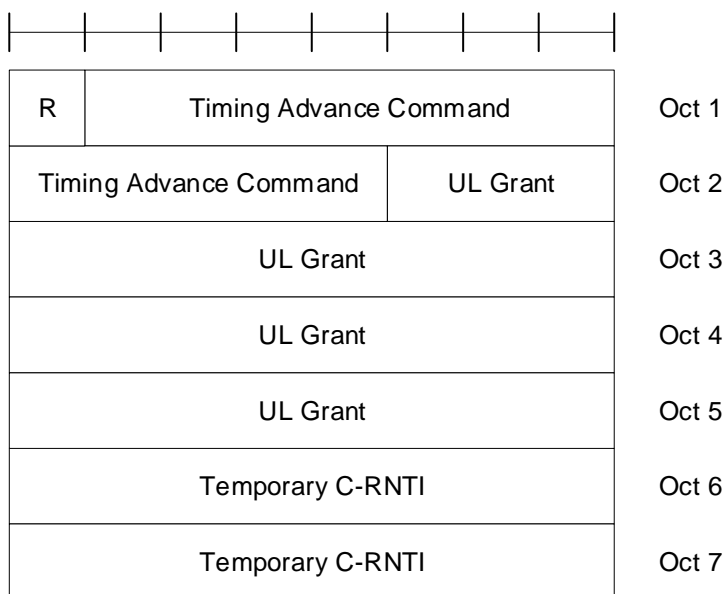 R Timing Advance Command Oct 1
Timing Advance Command UL Grant Oct 2
UL Grant Oct 3
UL Grant Oct 4
UL Grant Oct 5
Temporary C-RNTI Oct 6
Temporary C-RNTI Oct 7